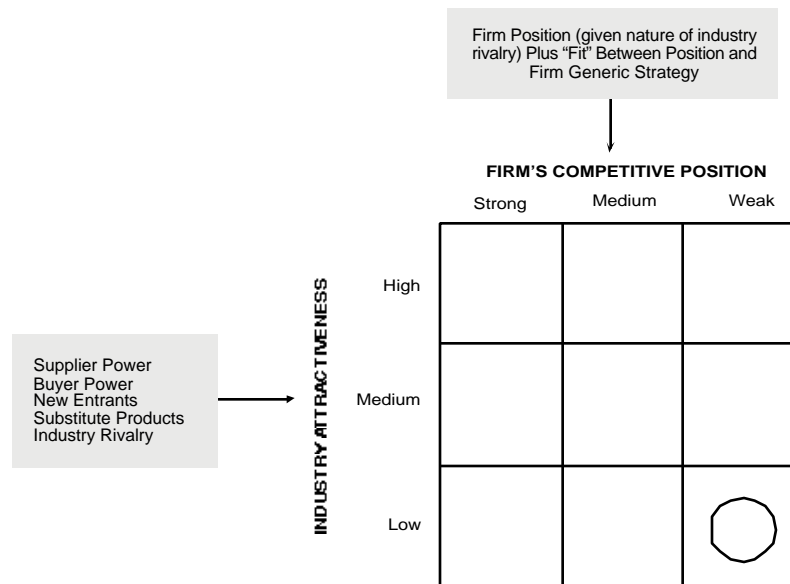 Firm Position (given nature of industry
rivalry) Plus “Fit” Between Position and
Firm Generic Strategy
FIRM’S COMPETITIVE POSITION
Strong Medium Weak
INDUSTRY ATTRACTIVENESS
High
Supplier Power
Buyer Power
New Entrants
Substitute Products
Industry Rivalry
Medium
Low